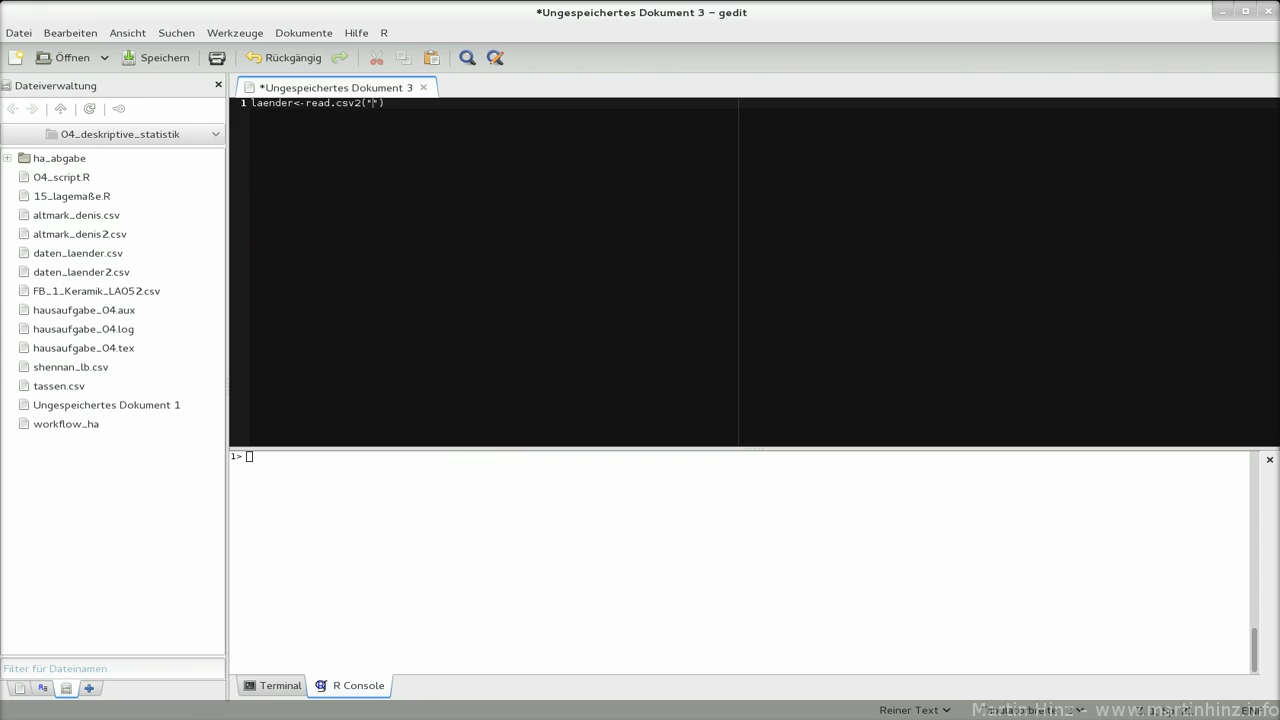 *Ungespeichertes Dokument 3 – gedit
Datei Bearbeiten Ansicht Suchen Werkzeuge Dokumente Hilfe R
Öffnen Speichern Rückgängig
Dateiverwaltung
*Ungespeichertes Dokument 3
04_deskriptive_statistik
1 laender<-read.csv2("")
ha_abgabe
04_script.R
15_lagemaße.R
altmark_denis.csv
altmark_denis2.csv
daten_laender.csv
daten_laender2.csv
FB_1_Keramik_LA052.csv
hausaufgabe_04.aux
hausaufgabe_04.log
hausaufgabe_04.tex
shennan_lb.csv
tassen.csv
Ungespeichertes Dokument 1
workflow_ha
1>
Filter für Dateinamen
Terminal R Console
Reiner Text
Martin Hinz - www.martinhinz.info